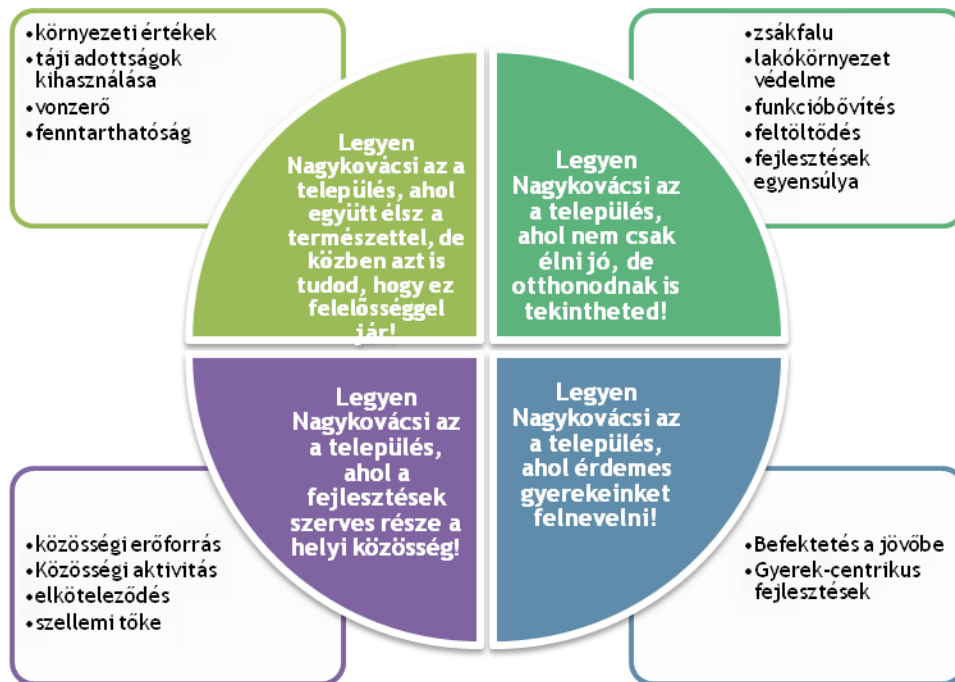 •környezeti értékek
•táji adottságok
kihasználása
•vonzerő
•fenntarthatóság
Legyen
Nagykovácsi az a
település, ahol
együtt élsz a
természettel, de
közben azt is
tudod, hogy ez
felelősséggel
jár!
•zsákfalu
•lakókörnyezet
védelme
•funkcióbővítés
•feltöltődés
•fejlesztések
egyensúlya
Legyen
Nagykovácsi az
a település,
ahol nem csak
élni jó, de
otthonodnak is
tekintheted!
Legyen
Nagykovácsi az
a település,
ahol a
fejlesztések
szerves része a
helyi közösség!
•közösségi erőforrás
•Közösségi aktivitás
•elköteleződés
•szellemi tőke
Legyen
Nagykovácsi az
a település,
ahol érdemes
gyerekeinket
felnevelni!
•Befektetés a jövőbe
•Gyerek-centrikus
fejlesztések